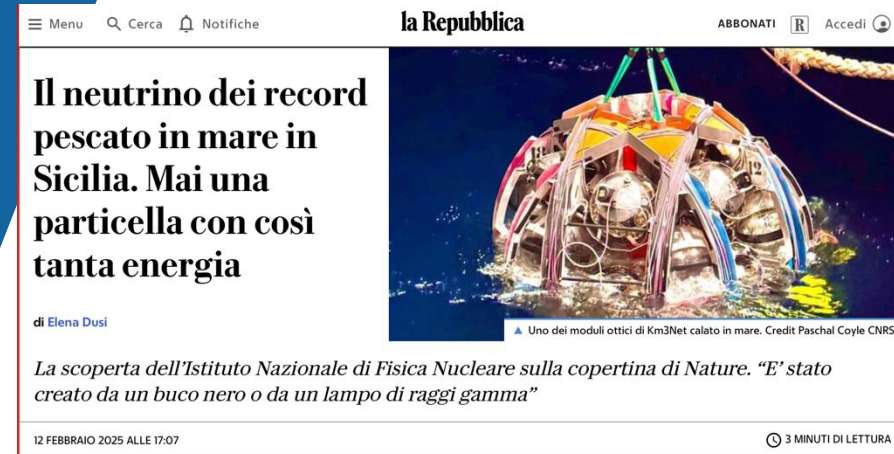 Menu Cerca Notifiche la Repubblica ABBONATI R Accedi
Il neutrino dei record
pescato in mare in
Sicilia. Mai una
particella con così
tanta energia
di Elena Dusi
Uno dei moduli ottici di Km3Net calato in mare. Credit Paschal Coyle CNRS
La scoperta dell'Istituto Nazionale di Fisica Nucleare sulla copertina di Nature. “E’ stato
creato da un buco nero o da un lampo di raggi gamma”
12 FEBBRAIO 2025 ALLE 17:07 3 MINUTI DI LETTURA